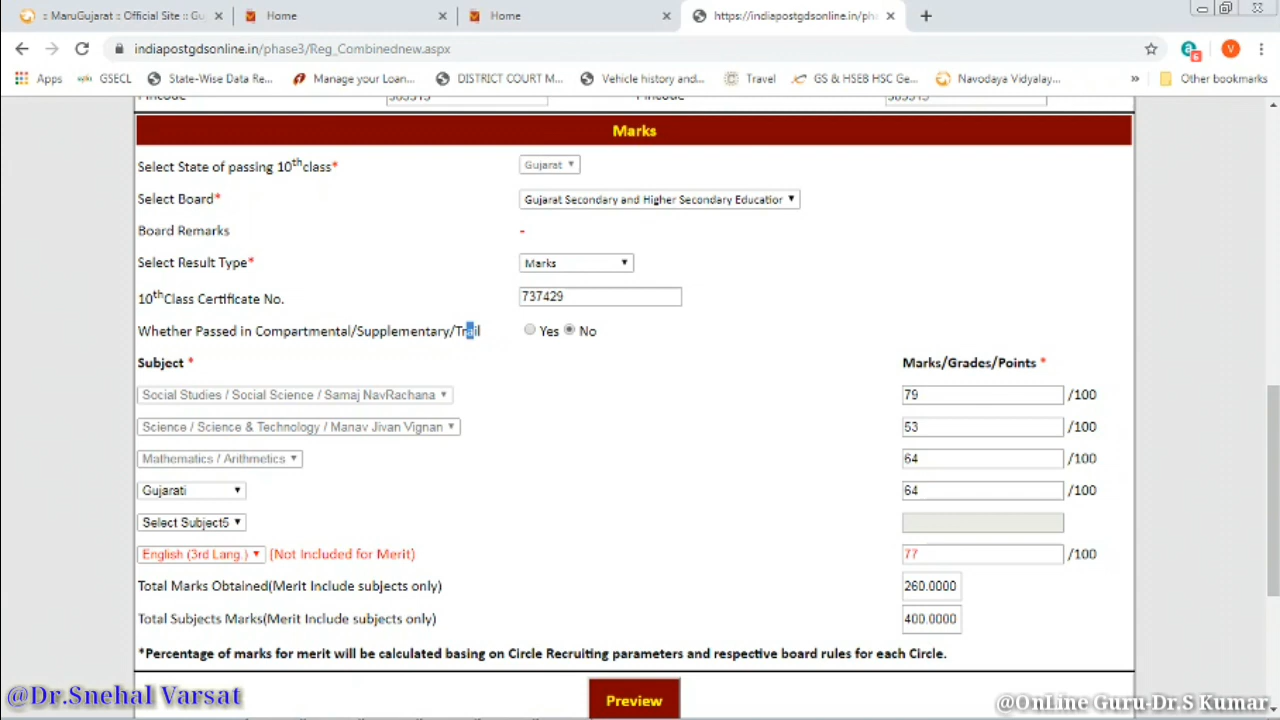 :: MaruGujarat :: Official Site :: Gu
Home
Home
https://indiapostgdsonline.in/pha
indiapostgdsonline.in/phase3/Reg_Combinednew.aspx
V
Apps
GSECL
State-Wise Data Re...
Manage your Loan...
DISTRICT COURT M...
Vehicle history and...
Travel
GS & HSEB HSC Ge...
Navodaya Vidyalay...
»
Other bookmarks
Marks
Select State of passing 10th class* Gujarat
Select Board* Gujarat Secondary and Higher Secondary Education
Board Remarks -
Select Result Type* Marks
10th Class Certificate No. 737429
Whether Passed in Compartmental/Supplementary/Trail Yes No
Subject * Marks/Grades/Points *
Social Studies / Social Science / Samaj NavRachana 79 /100
Science / Science & Technology / Manav Jivan Vignan 53 /100
Mathematics / Arithmetics 64 /100
Gujarati 64 /100
Select Subject5
English (3rd Lang.) (Not Included for Merit) 77 /100
Total Marks Obtained(Merit Include subjects only) 260.0000
Total Subjects Marks(Merit Include subjects only) 400.0000
*Percentage of marks for merit will be calculated basing on Circle Recruiting parameters and respective board rules for each Circle.
Preview
@Dr.Snehal Varsat
@OnLine Guru-Dr.S Kumar